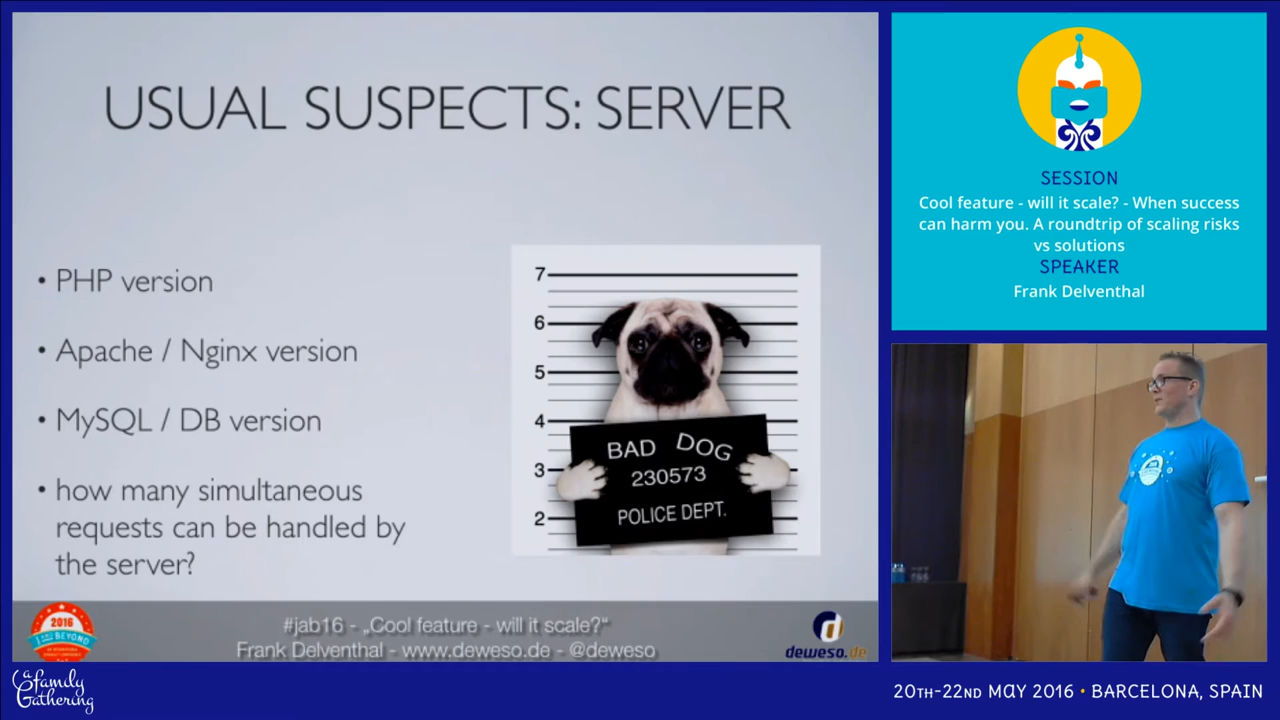 USUAL SUSPECTS: SERVER
• PHP version
• Apache / Nginx version
• MySQL / DB version
• how many simultaneous
requests can be handled by
the server?
7
6
5
4
3
2
BAD DOG
230573
POLICE DEPT.
2016
BEYOND
#jab16 - „Cool feature - will it scale?“
Frank Delventhal - www.deweso.de - @deweso
deweso.de
SESSION
Cool feature - will it scale? - When success
can harm you. A roundtrip of scaling risks
vs solutions
SPEAKER
Frank Delventhal
a family
Gathering
20TH-22ND MAY 2016 • BARCELONA, SPAIN